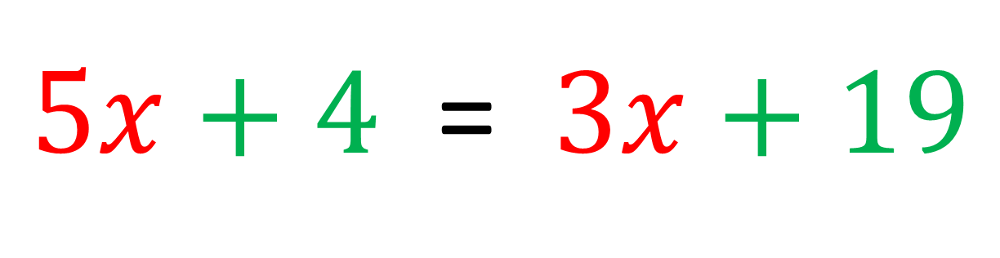 5x + 4 = 3x + 19